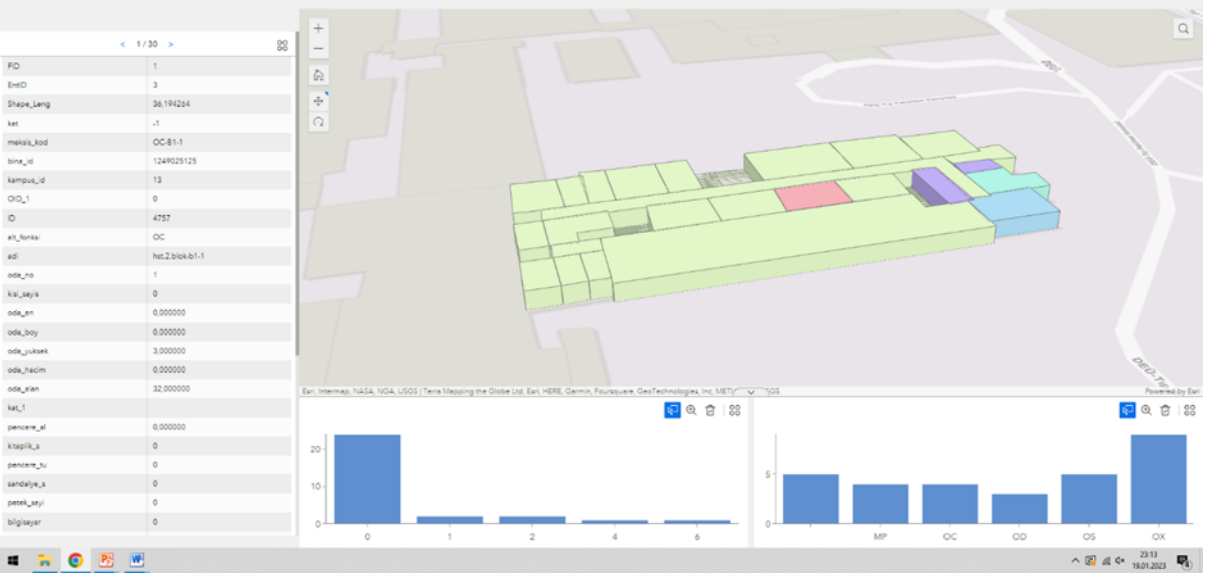 < 1 / 30 >
FID 1
EntID 3
Shape_Leng 36,194264
kat -1
meksis_kod OC-B1-1
bina_id 1249025125
kampus_id 13
OID_1 0
ID 4757
alt_fonksi OC
adi hst.2.blok-b1-1
oda_no 1
kisi_sayis 0
oda_en 0,000000
oda_boy 0,000000
oda_yuksek 3,000000
oda_hacim 0,000000
oda_alan 32,000000
kat_1
pencere_al 0,000000
kitaplik_s 0
pencere_tu 0
sandalye_s 0
petek_sayi 0
bilgisayar 0
DEÜ-TIP
Esri, Intermap, NASA, NGA, USGS | Terra Mapping the Globe Ltd, Esri, HERE, Garmin, Foursquare, GeoTechnologies, Inc, METI/
Powered by Esri
20
10
0
0 1 2 4 6
5
0
MP OC OD OS OX
23:13
19.01.2023